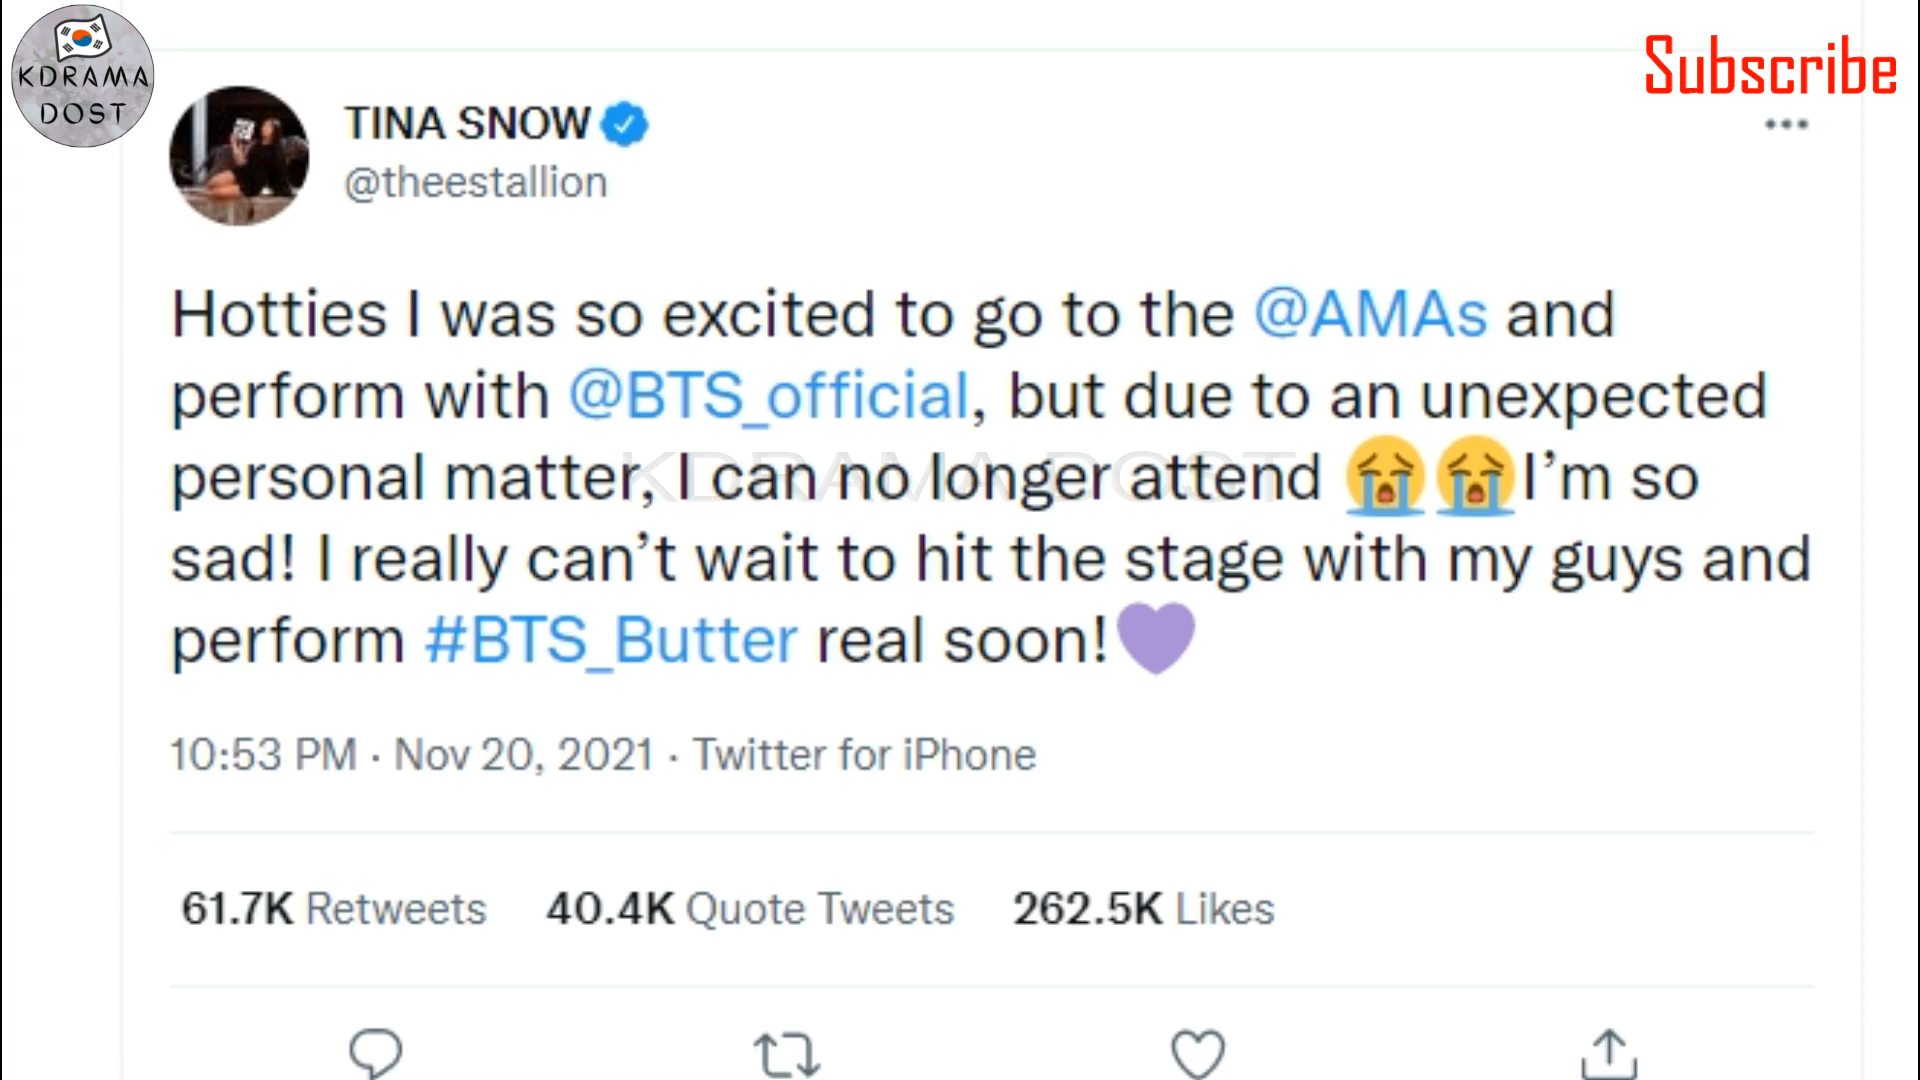 KDRAMA
DOST
Subscribe
TINA SNOW
@theestallion
Hotties I was so excited to go to the @AMAs and
perform with @BTS_official, but due to an unexpected
personal matter, I can no longer attend 😭😭I’m so
sad! I really can’t wait to hit the stage with my guys and
perform #BTS_Butter real soon!💜
KDRAMA DOST
10:53 PM · Nov 20, 2021 · Twitter for iPhone
61.7K Retweets 40.4K Quote Tweets 262.5K Likes